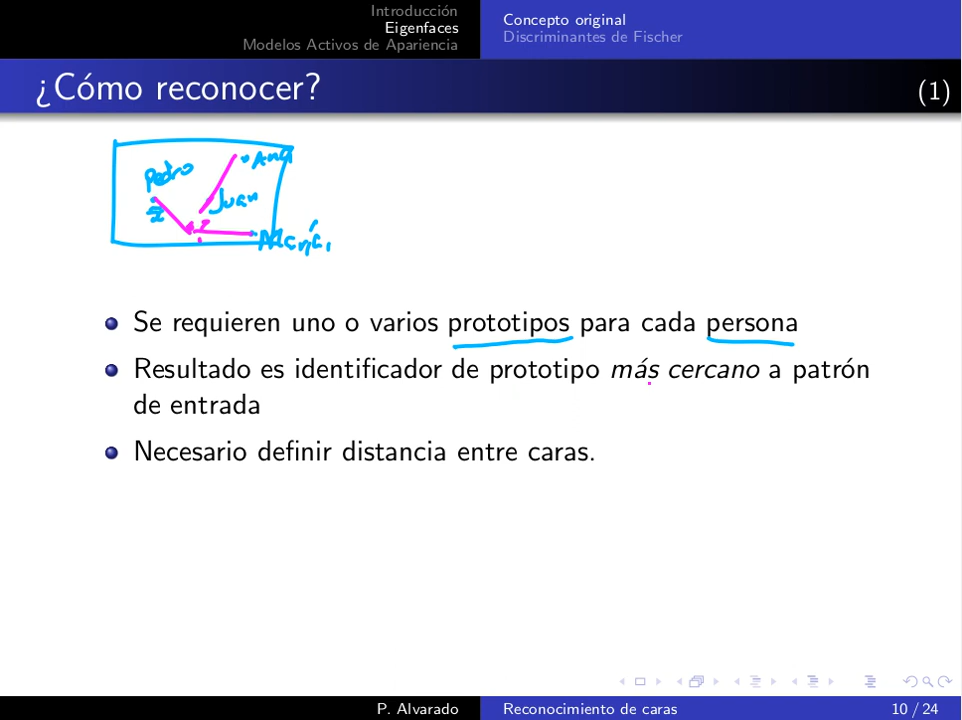 Introducción
Eigenfaces
Modelos Activos de Apariencia
Concepto original
Discriminantes de Fischer
¿Cómo reconocer?
(1)
Ana
Pedro
Juan
María
Se requieren uno o varios prototipos para cada persona
Resultado es identificador de prototipo más cercano a patrón
de entrada
Necesario definir distancia entre caras.
P. Alvarado
Reconocimiento de caras
10 / 24